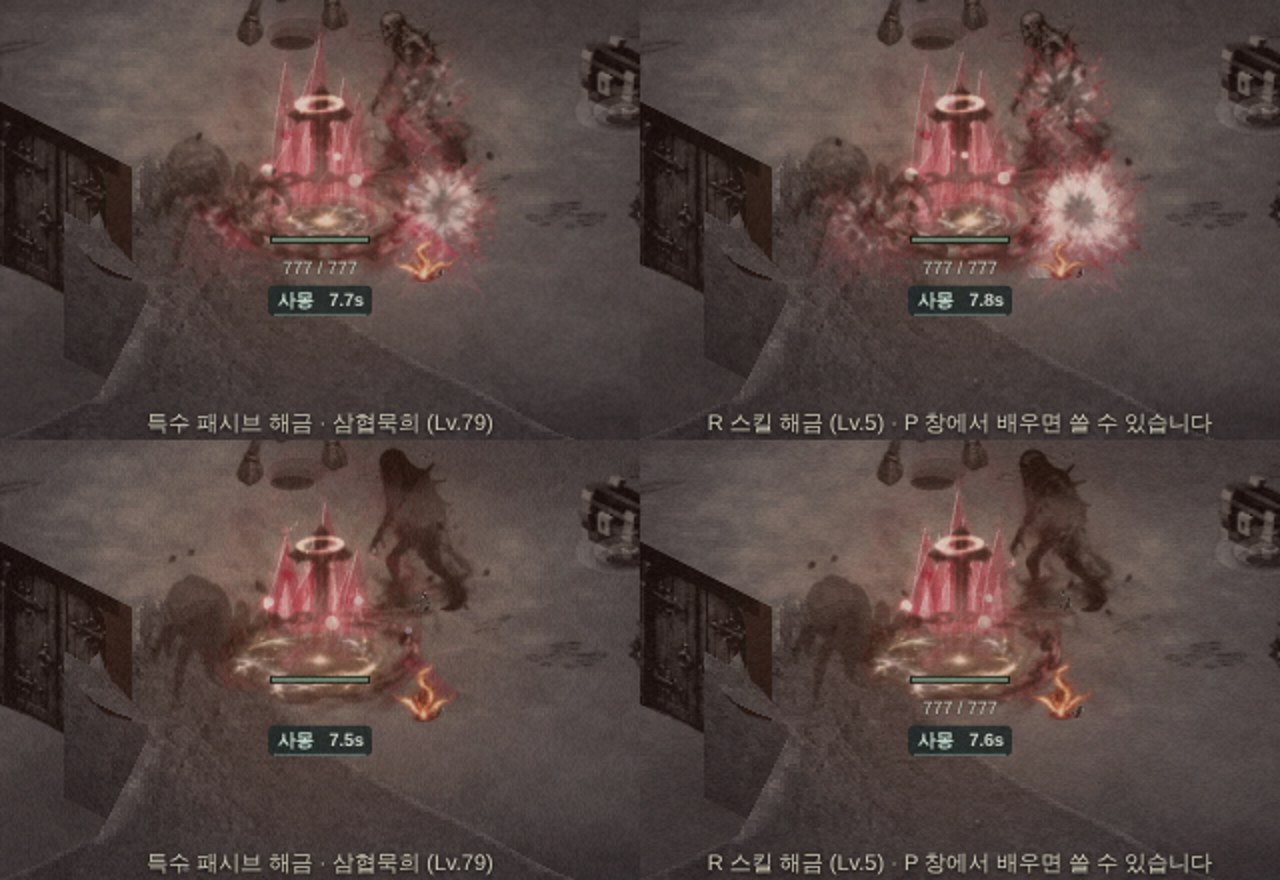 777 / 777
사몽 7.7s
특수 패시브 해금 · 삼협묵희 (Lv.79)
777 / 777
사몽 7.8s
R 스킬 해금 (Lv.5) · P 창에서 배우면 쓸 수 있습니다
사몽 7.5s
특수 패시브 해금 · 삼협묵희 (Lv.79)
777 / 777
사몽 7.6s
R 스킬 해금 (Lv.5) · P 창에서 배우면 쓸 수 있습니다